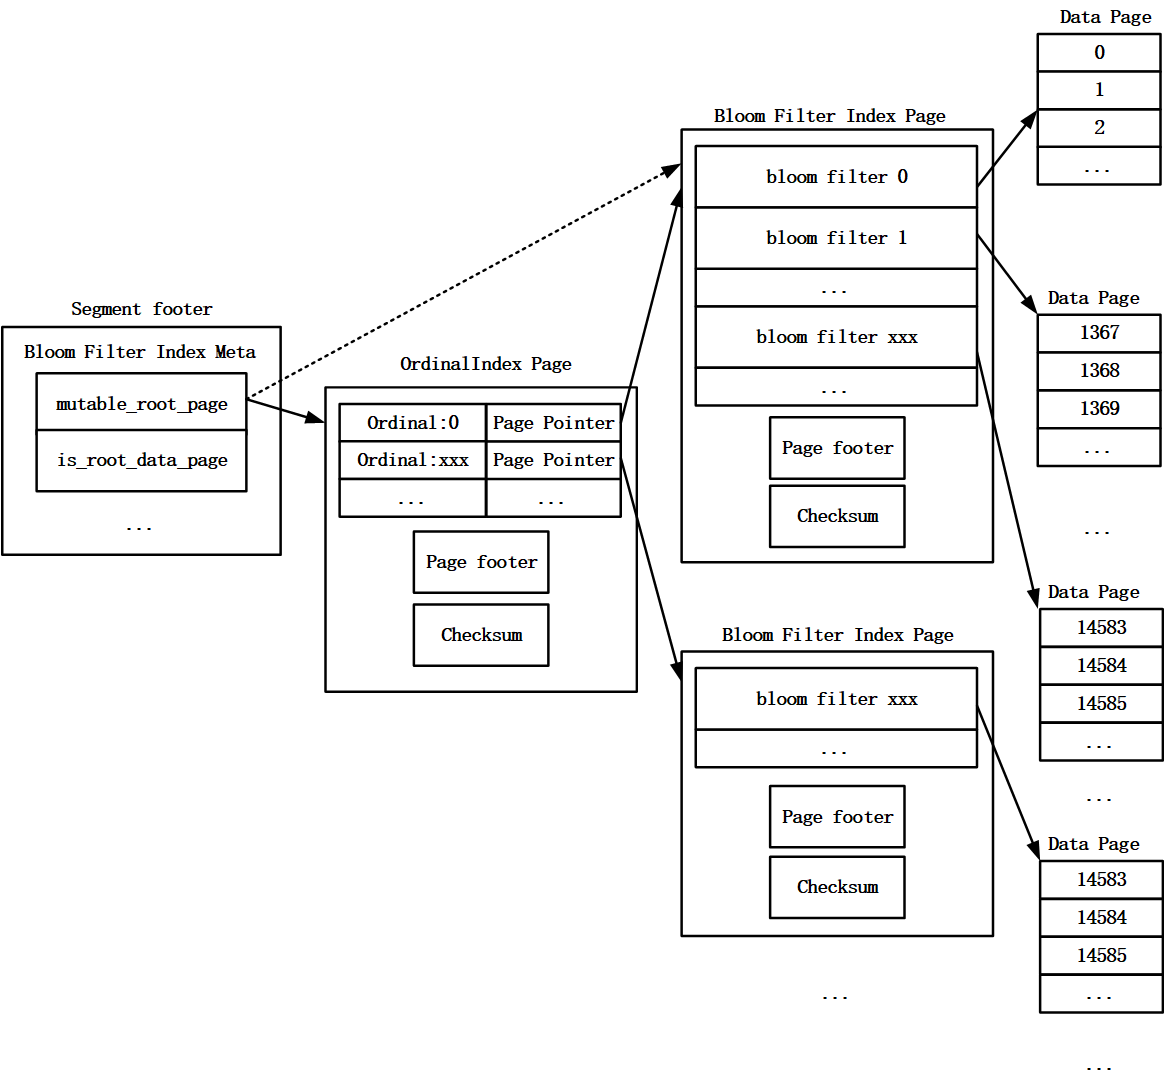 Segment footer
Bloom Filter Index Meta
mutable_root_page
is_root_data_page
...
OrdinalIndex Page
Ordinal:0 Page Pointer
Ordinal:xxx Page Pointer
... ...
Page footer
Checksum
Bloom Filter Index Page
bloom filter 0
bloom filter 1
...
bloom filter xxx
...
Page footer
Checksum
Bloom Filter Index Page
bloom filter xxx
...
Page footer
Checksum
...
Data Page
0
1
2
...
Data Page
1367
1368
1369
...
...
Data Page
14583
14584
14585
...
...
Data Page
14583
14584
14585
...
...